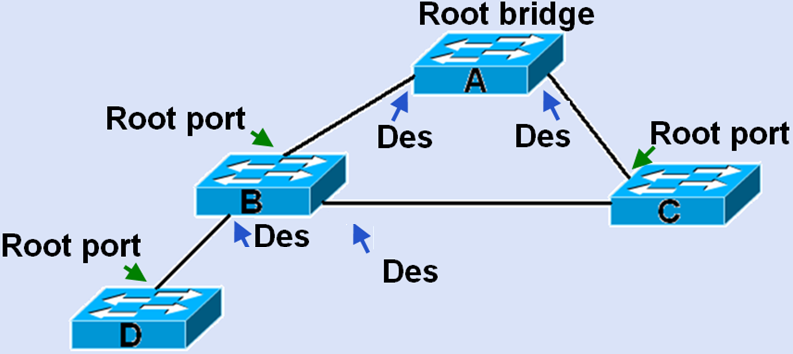 Root bridge
A
Root port
Des
Des
Root port
B
C
Root port
Des
Des
D